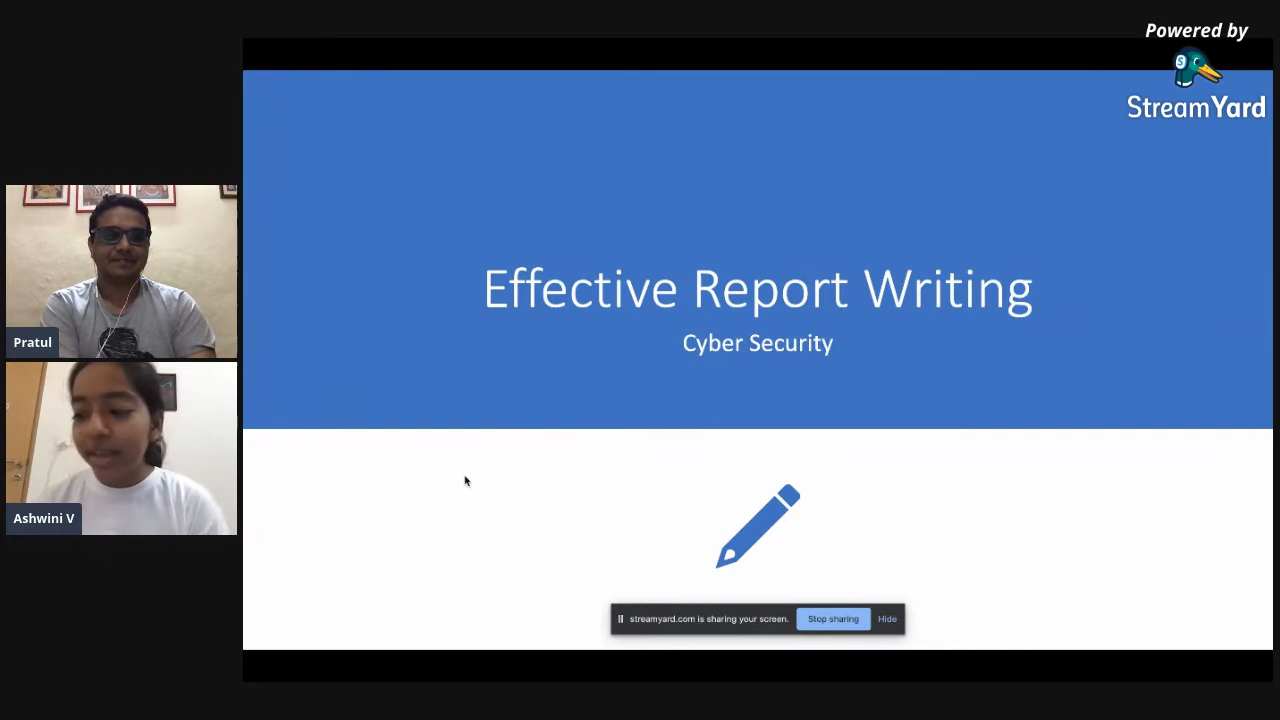 Powered by
StreamYard
Effective Report Writing
Cyber Security
Pratul
Ashwini V
streamyard.com is sharing your screen. Stop sharing Hide